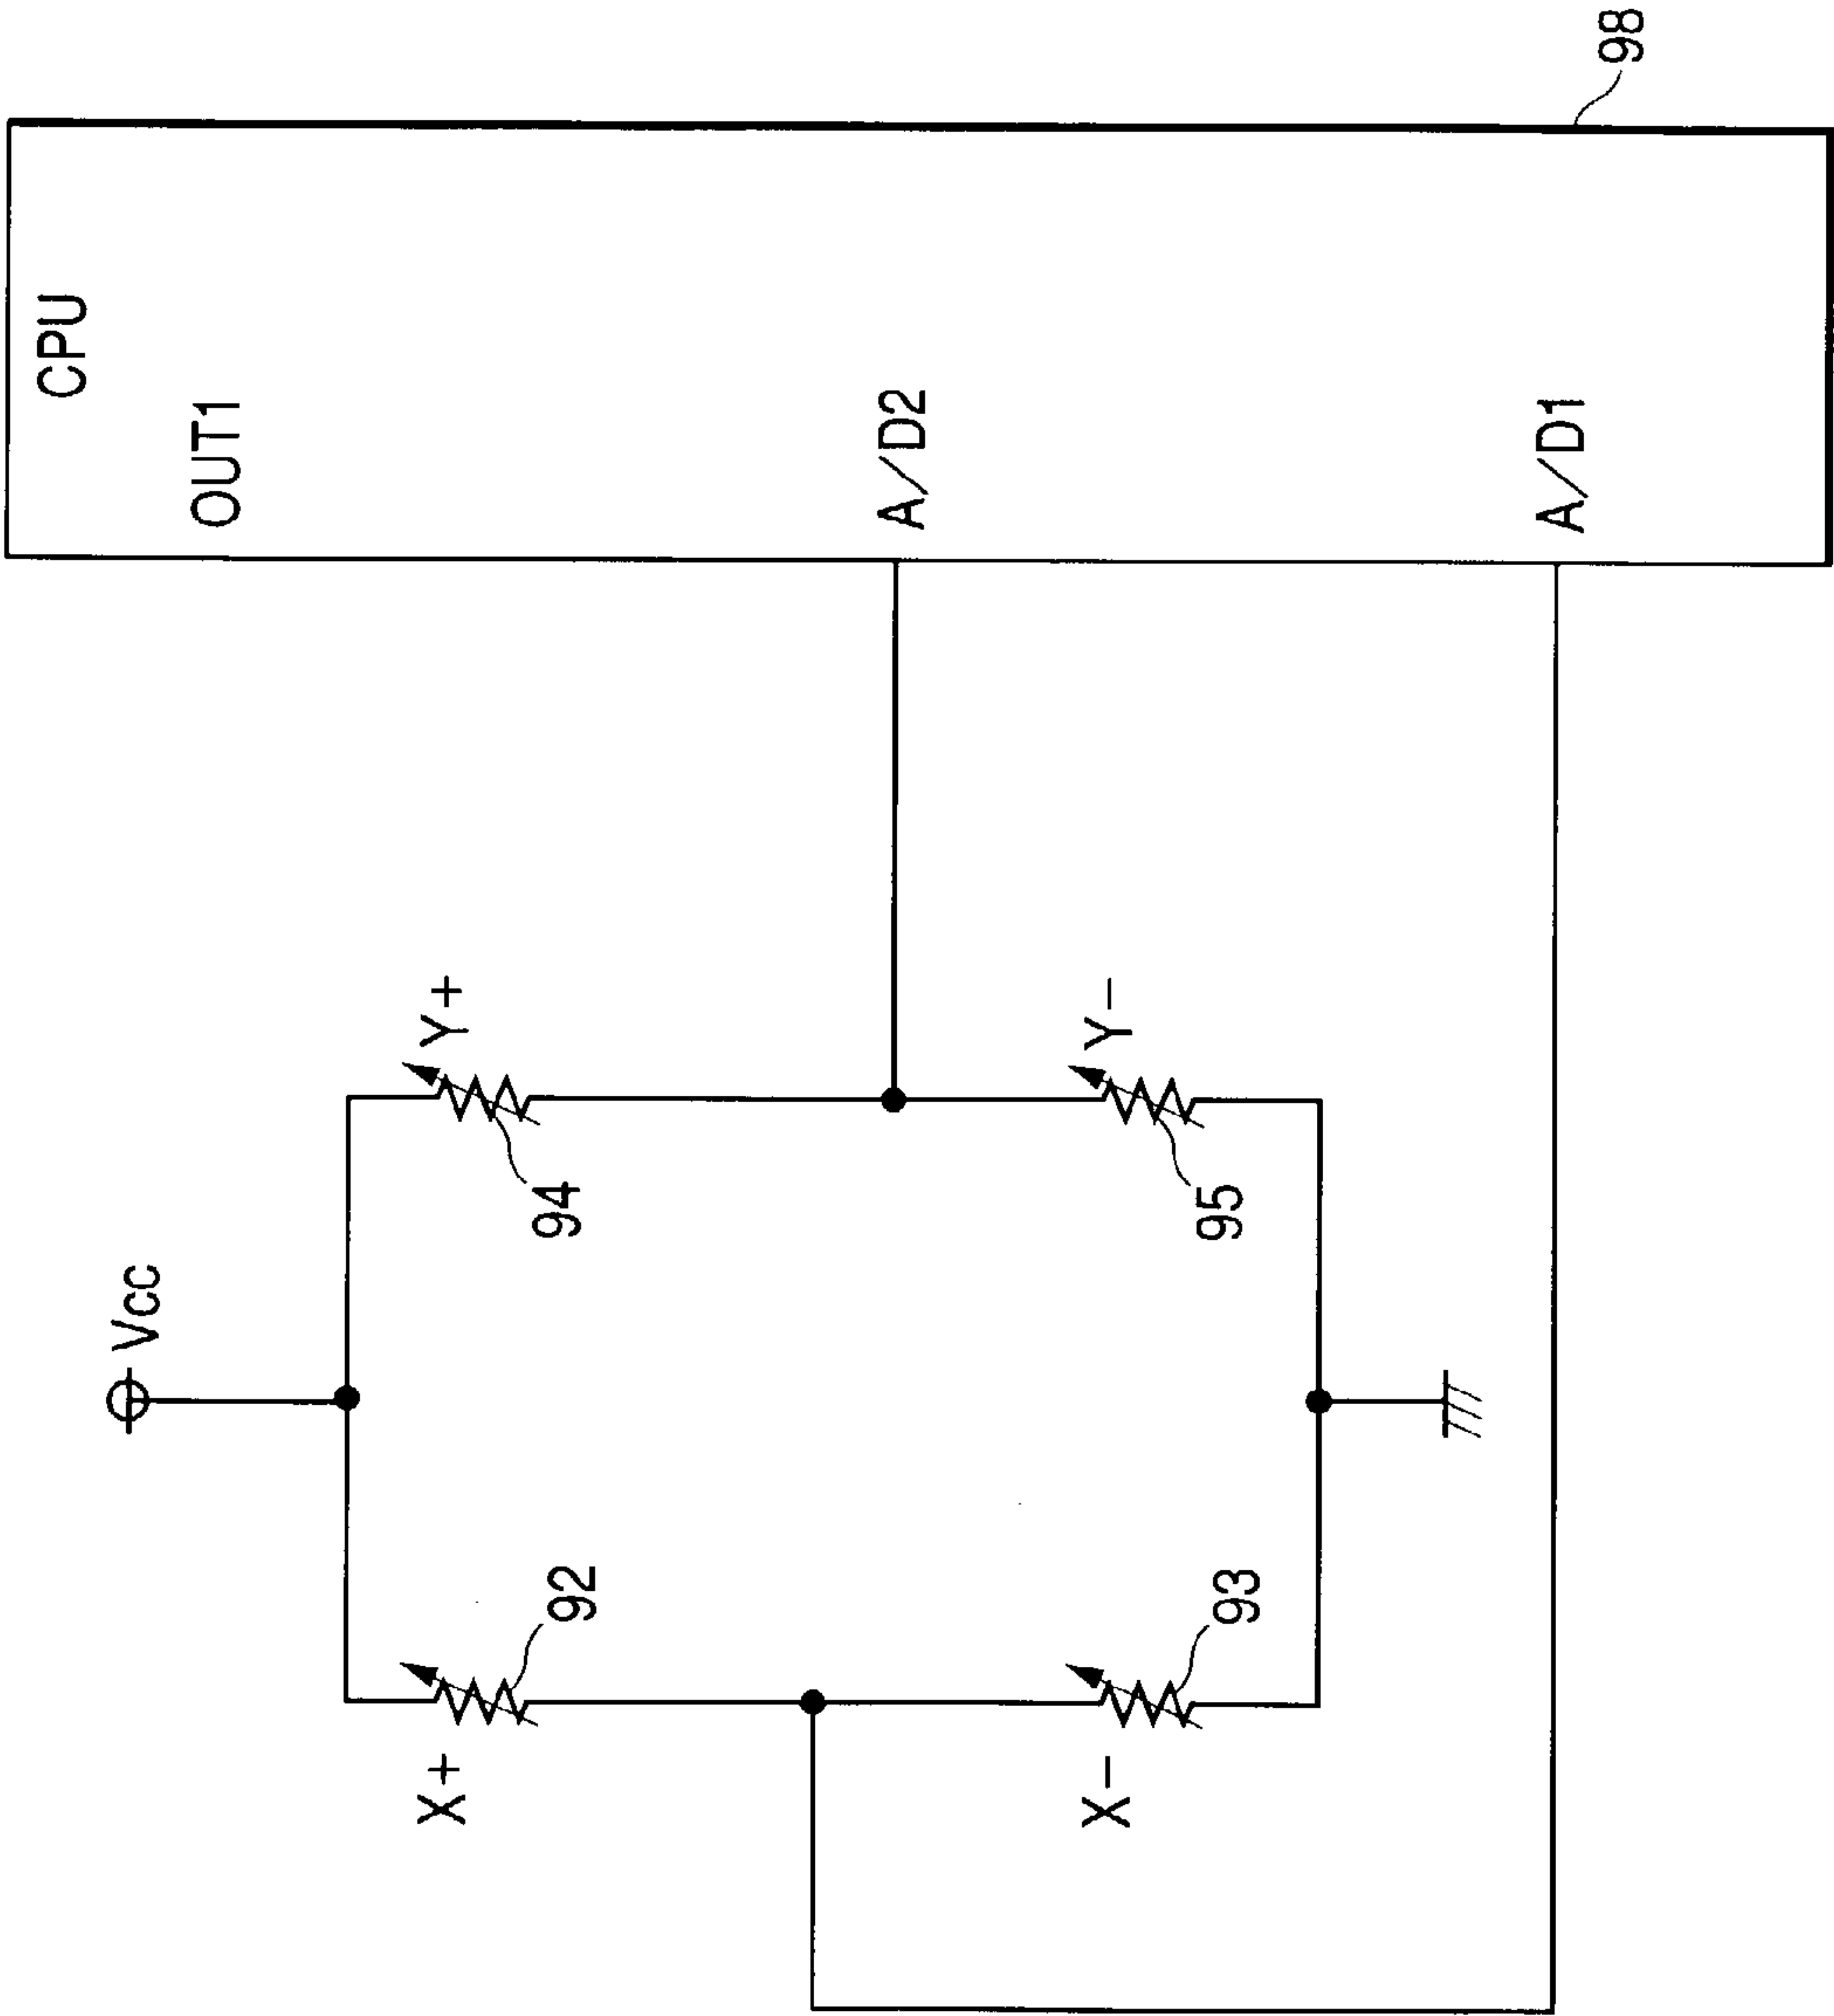 CPU
OUT1
A/D2
A/D1
98
Vcc
Y+
94
Y-
95
X+
92
X-
93